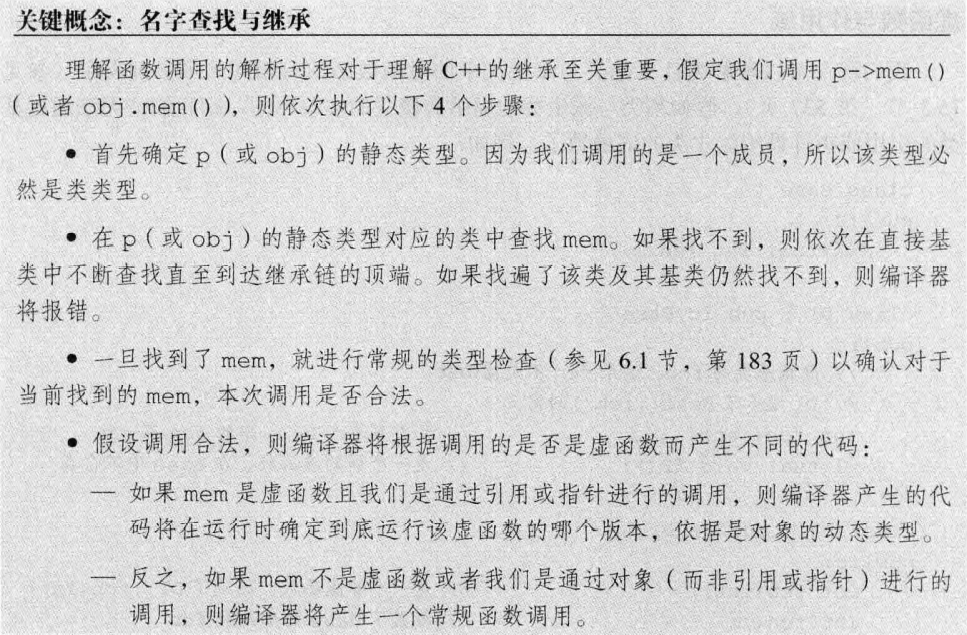 关键概念：名字查找与继承
理解函数调用的解析过程对于理解 C++的继承至关重要，假定我们调用 p->mem()
（或者 obj.mem()），则依次执行以下 4 个步骤：
• 首先确定 p（或 obj）的静态类型。因为我们调用的是一个成员，所以该类型必
然是类类型。
• 在 p（或 obj）的静态类型对应的类中查找 mem。如果找不到，则依次在直接基
类中不断查找直至到达继承链的顶端。如果找遍了该类及其基类仍然找不到，则编译器
将报错。
• 一旦找到了 mem，就进行常规的类型检查（参见 6.1 节，第 183 页）以确认对于
当前找到的 mem，本次调用是否合法。
• 假设调用合法，则编译器将根据调用的是否是虚函数而产生不同的代码：
— 如果 mem 是虚函数且我们是通过引用或指针进行的调用，则编译器产生的代
码将在运行时确定到底运行该虚函数的哪个版本，依据是对象的动态类型。
— 反之，如果 mem 不是虚函数或者我们是通过对象（而非引用或指针）进行的
调用，则编译器将产生一个常规函数调用。